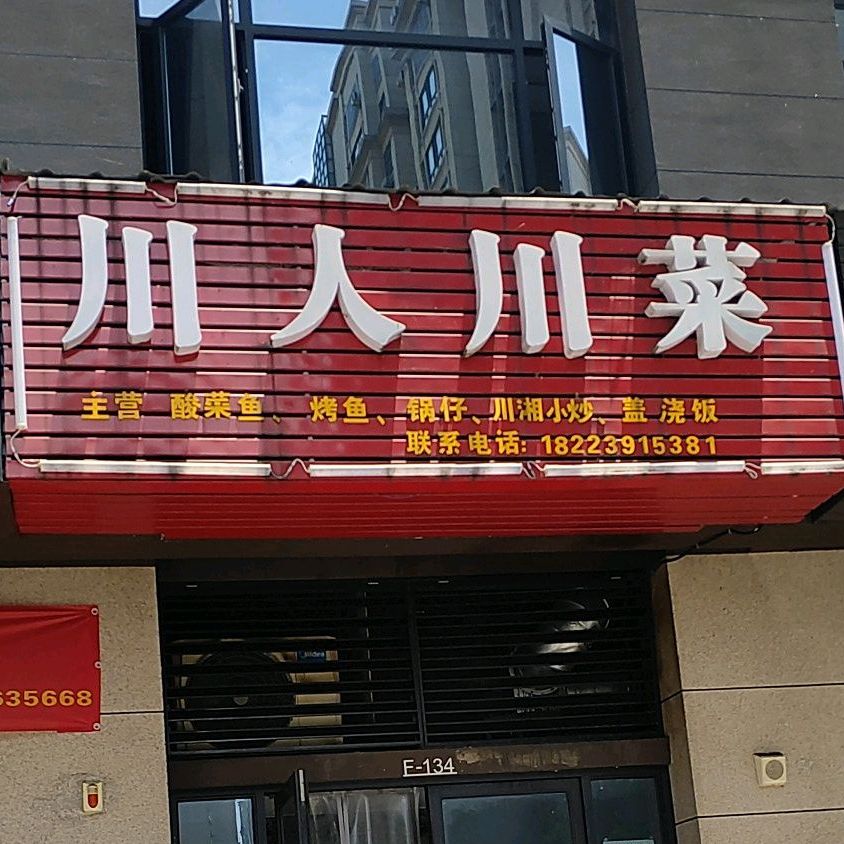 川人川菜
主营 酸菜鱼、烤鱼、锅仔、川湘小炒、盖 浇饭
联系电话: 18223915381
635668
Midea
F-134